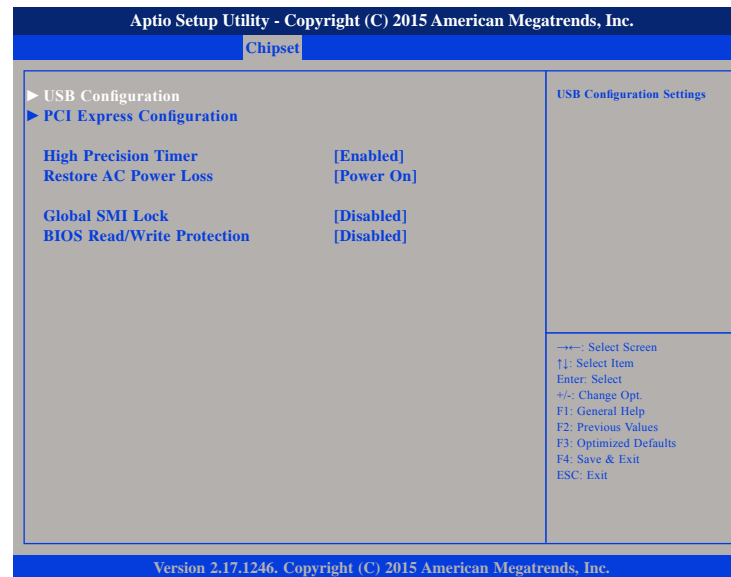 Aptio Setup Utility - Copyright (C) 2015 American Megatrends, Inc.
Chipset
► USB Configuration
► PCI Express Configuration
High Precision Timer [Enabled]
Restore AC Power Loss [Power On]
Global SMI Lock [Disabled]
BIOS Read/Write Protection [Disabled]
USB Configuration Settings
→←: Select Screen
↑↓: Select Item
Enter: Select
+/-: Change Opt.
F1: General Help
F2: Previous Values
F3: Optimized Defaults
F4: Save & Exit
ESC: Exit
Version 2.17.1246. Copyright (C) 2015 American Megatrends, Inc.